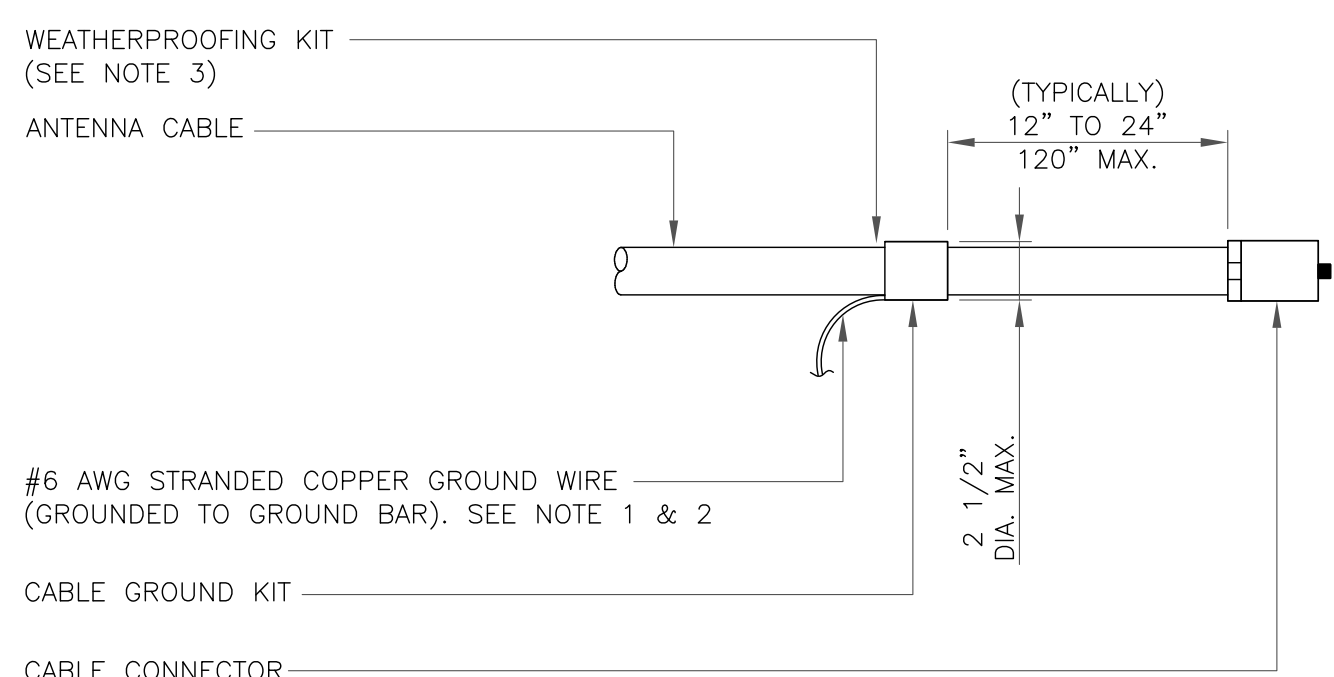 WEATHERPROOFING KIT
(SEE NOTE 3)
ANTENNA CABLE
(TYPICALLY)
12” TO 24”
120” MAX.
2 1/2”
DIA. MAX.
#6 AWG STRANDED COPPER GROUND WIRE
(GROUNDED TO GROUND BAR). SEE NOTE 1 & 2
CABLE GROUND KIT
CABLE CONNECTOR